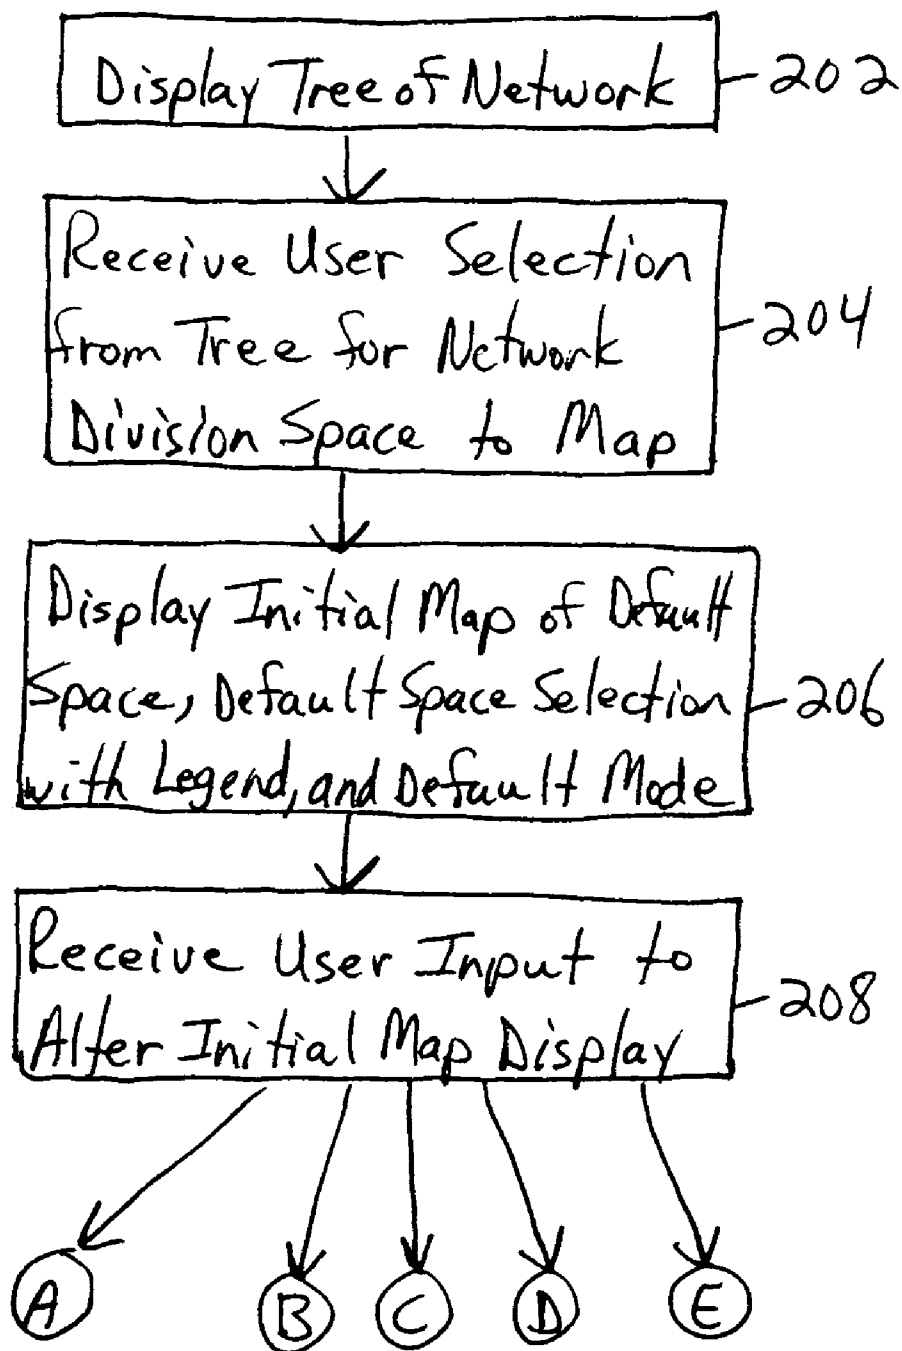 Display Tree of Network
202
Receive User Selection
from Tree for Network
Division Space to Map
204
Display Initial Map of Default
Space, Default Space Selection
with Legend, and Default Mode
206
Receive User Input to
Alter Initial Map Display
208
A
B
C
D
E